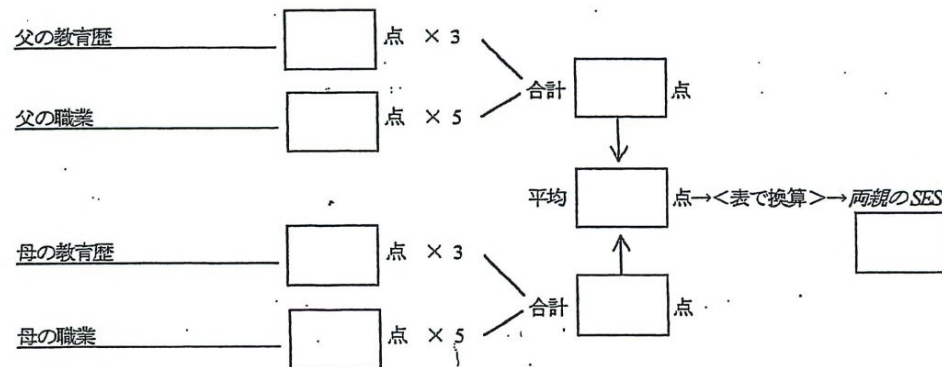 父の教育歴 点 × 3
合計 点
父の職業 点 × 5
平均 点→<表で換算>→両親のSES
母の教育歴 点 × 3
合計 点
母の職業 点 × 5